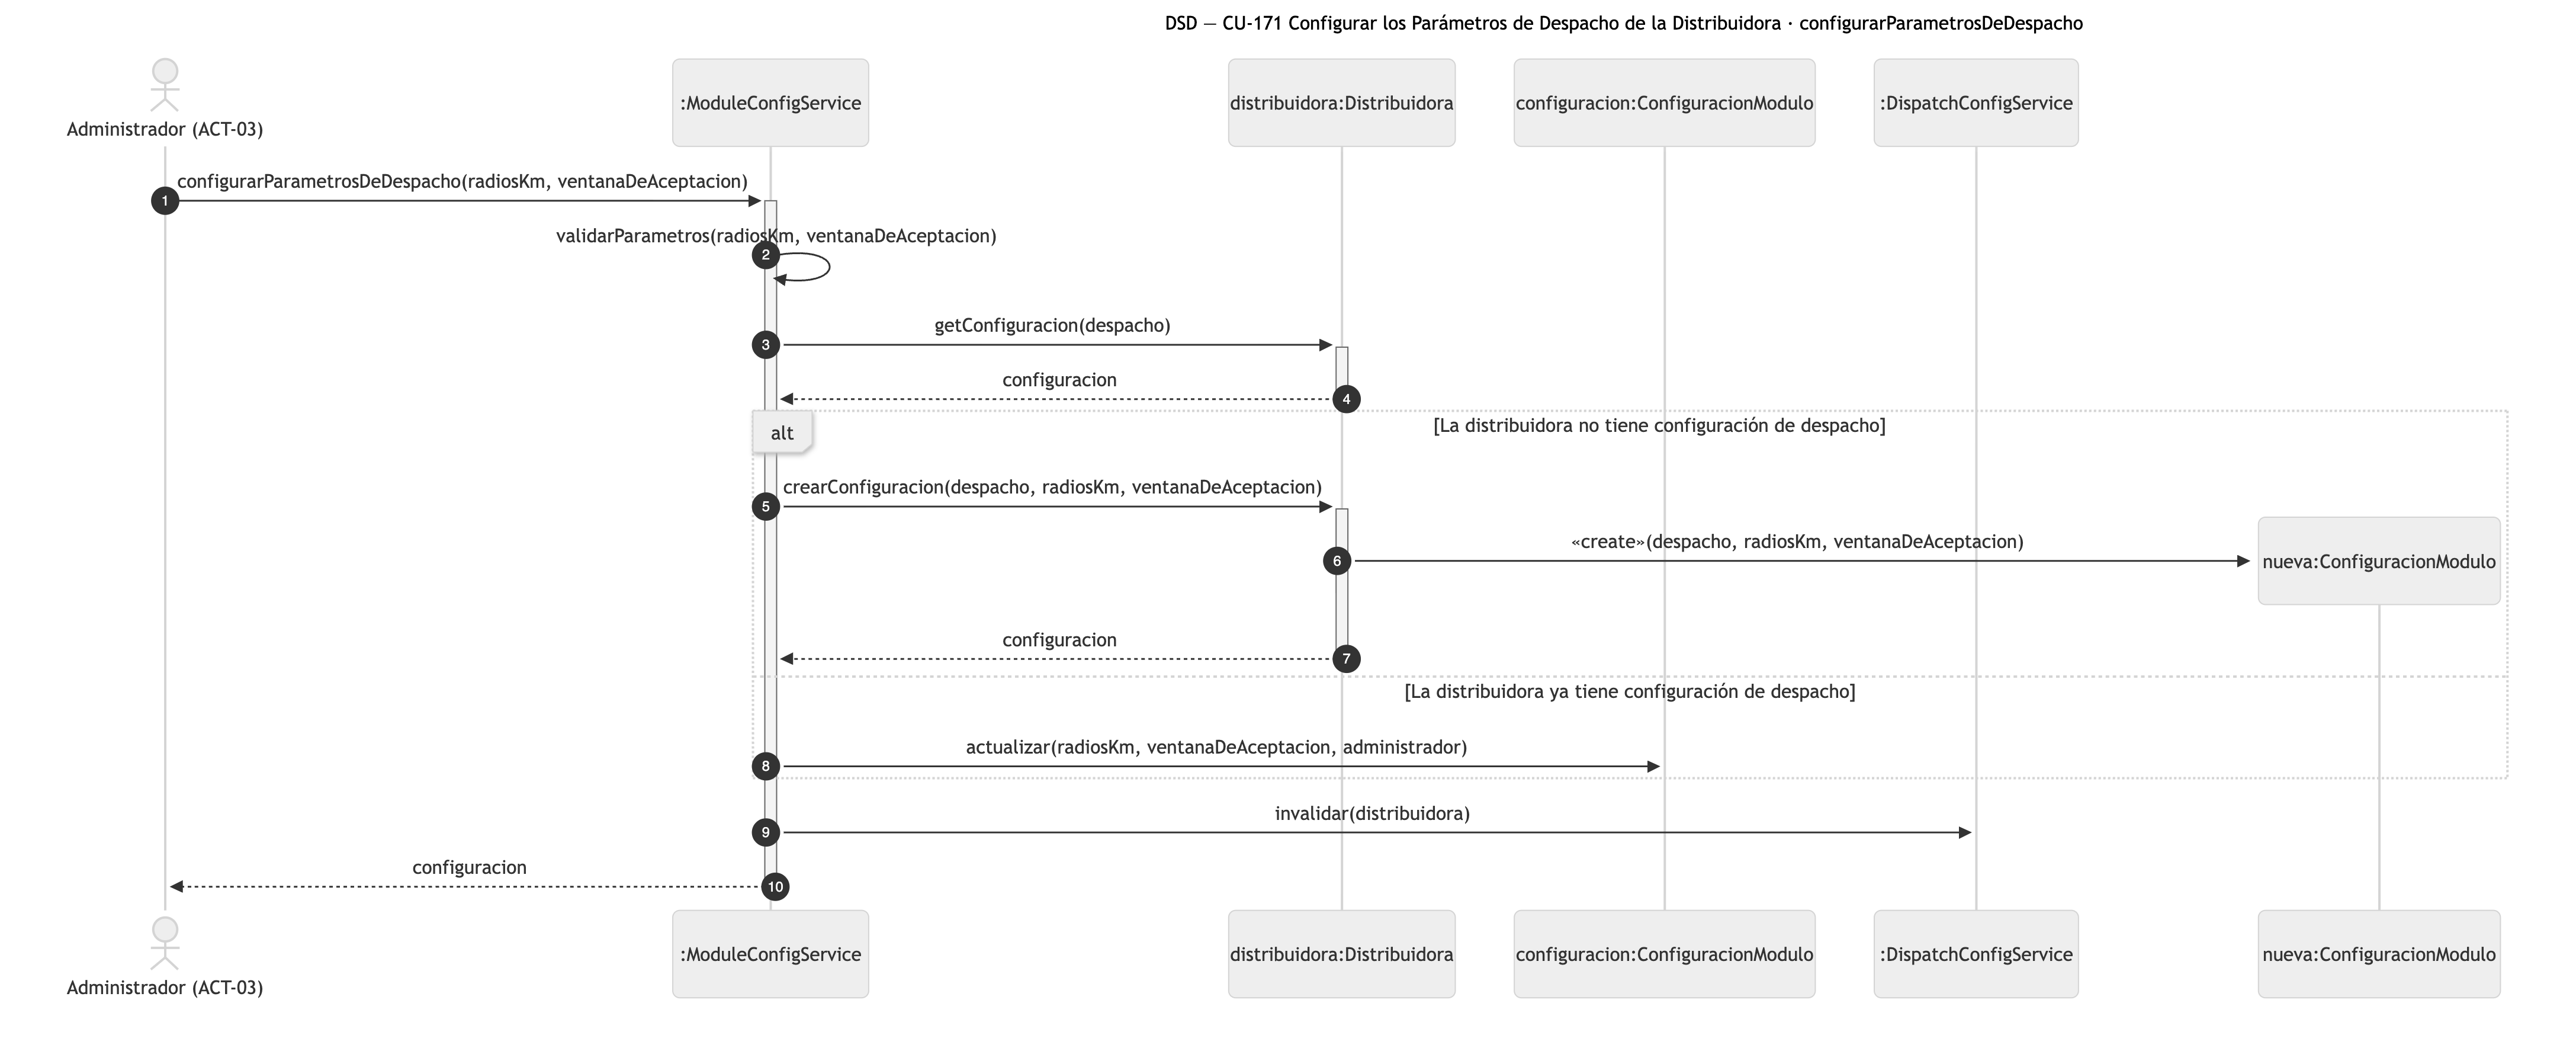 DSD — CU-171 Configurar los Parámetros de Despacho de la Distribuidora · configurarParametrosDeDespacho
Administrador (ACT-03)
:ModuleConfigService
distribuidora:Distribuidora
configuracion:ConfiguracionModulo
:DispatchConfigService
configurarParametrosDeDespacho(radiosKm, ventanaDeAceptacion)
1
validarParametros(radiosKm, ventanaDeAceptacion)
2
getConfiguracion(despacho)
3
configuracion
4
alt
[La distribuidora no tiene configuración de despacho]
crearConfiguracion(despacho, radiosKm, ventanaDeAceptacion)
5
«create»(despacho, radiosKm, ventanaDeAceptacion)
6
nueva:ConfiguracionModulo
configuracion
7
[La distribuidora ya tiene configuración de despacho]
actualizar(radiosKm, ventanaDeAceptacion, administrador)
8
invalidar(distribuidora)
9
configuracion
10
Administrador (ACT-03)
:ModuleConfigService
distribuidora:Distribuidora
configuracion:ConfiguracionModulo
:DispatchConfigService
nueva:ConfiguracionModulo